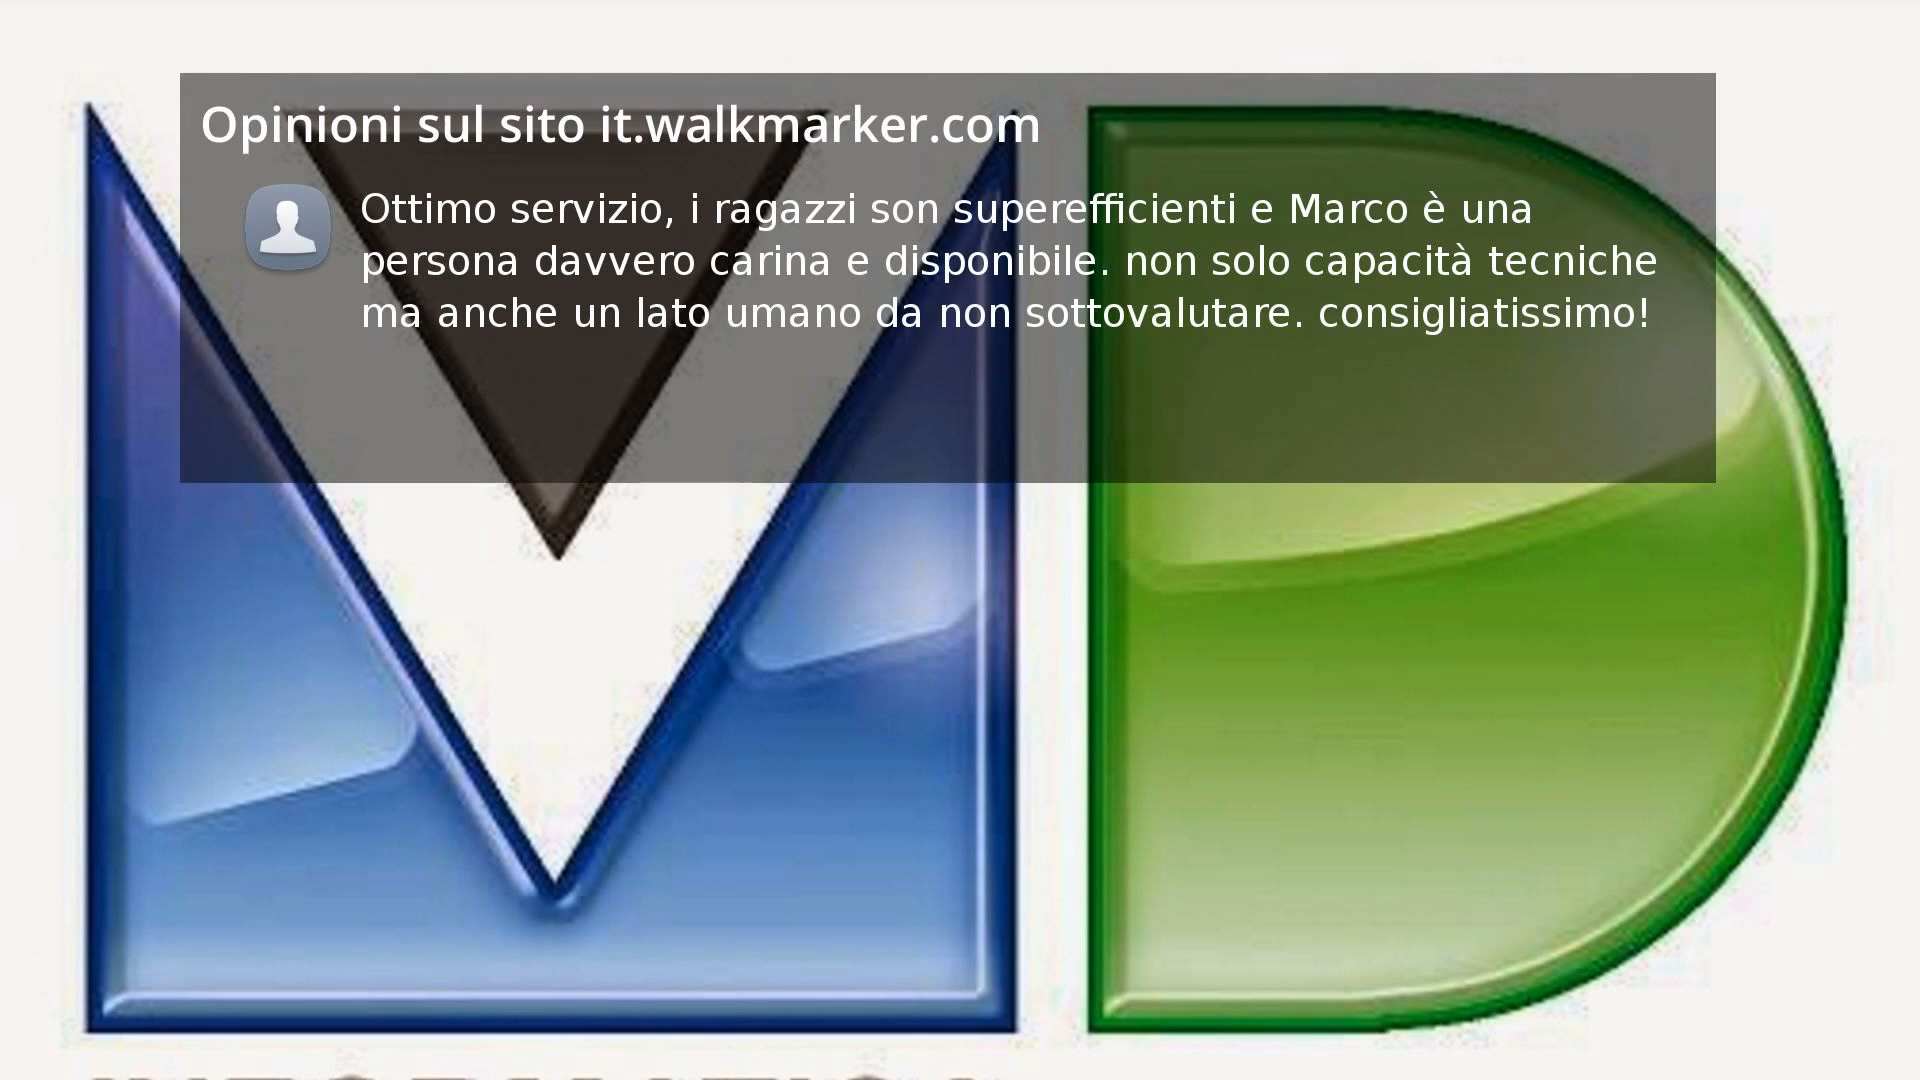 Opinioni sul sito it.walkmarker.com
Ottimo servizio, i ragazzi son superefficienti e Marco è una
persona davvero carina e disponibile. non solo capacità tecniche
ma anche un lato umano da non sottovalutare. consigliatissimo!